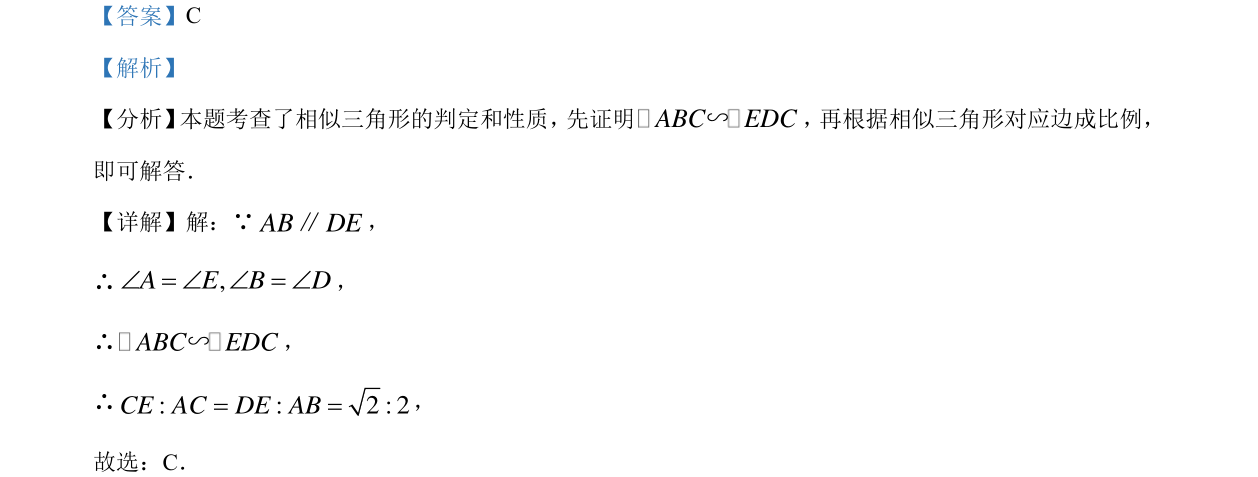 【答案】C
【解析】
【分析】本题考查了相似三角形的判定和性质，先证明□ABC∽□EDC，再根据相似三角形对应边成比例，
即可解答．
【详解】解：∵AB∥DE，
∴∠A=∠E,∠B=∠D，
∴□ABC∽□EDC，
∴CE:AC=DE:AB=√2:2，
故选：C．